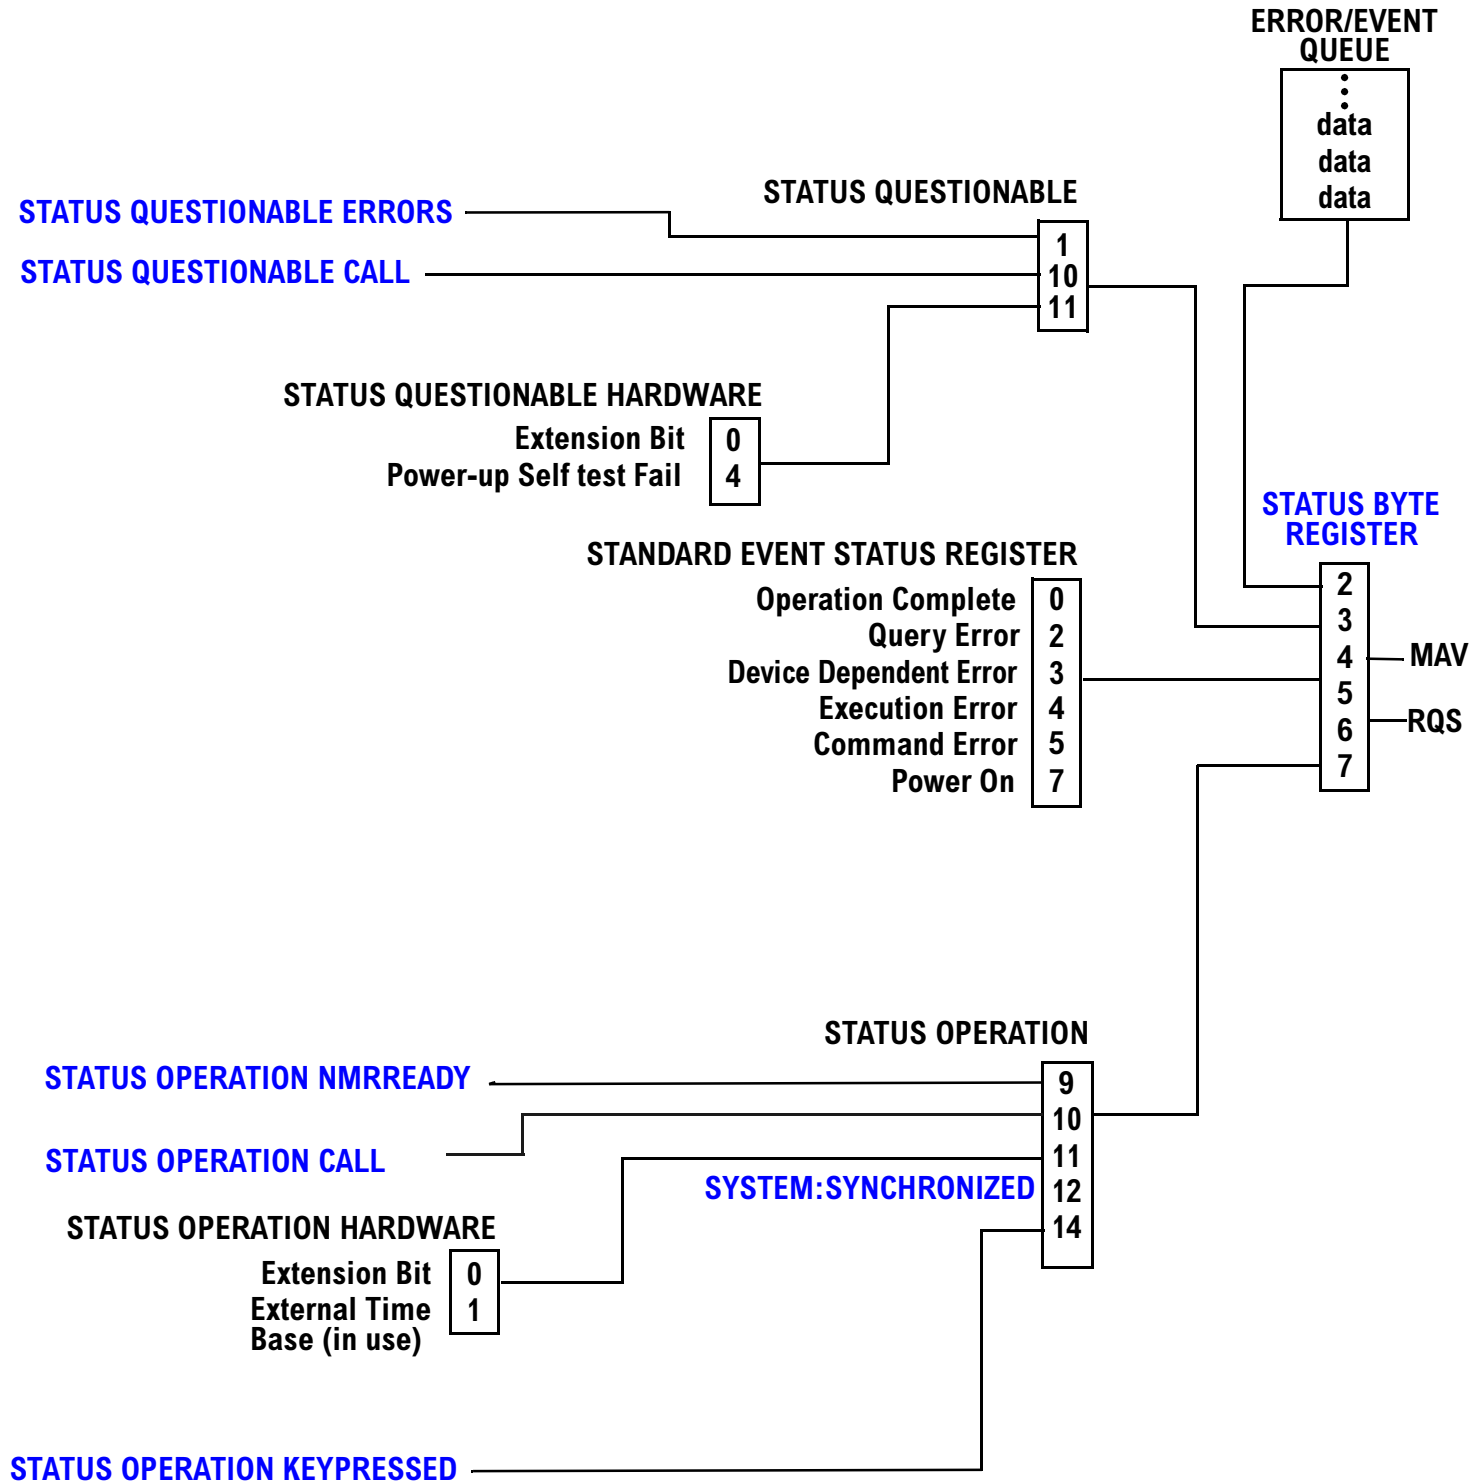 ERROR/EVENT
QUEUE
data
data
data
STATUS QUESTIONABLE
STATUS QUESTIONABLE ERRORS
1
STATUS QUESTIONABLE CALL
10
11
STATUS QUESTIONABLE HARDWARE
Extension Bit 0
Power-up Self test Fail 4
STATUS BYTE
REGISTER
2
3
4 MAV
5
6 RQS
7
STANDARD EVENT STATUS REGISTER
Operation Complete 0
Query Error 2
Device Dependent Error 3
Execution Error 4
Command Error 5
Power On 7
STATUS OPERATION
STATUS OPERATION NMRREADY 9
10
STATUS OPERATION CALL
11
SYSTEM:SYNCHRONIZED 12
14
STATUS OPERATION HARDWARE
Extension Bit 0
External Time 1
Base (in use)
STATUS OPERATION KEYPRESSED